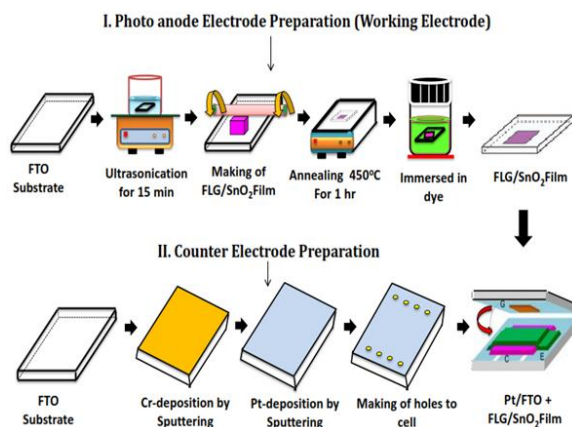 I. Photo anode Electrode Preparation (Working Electrode)
FTO
Substrate
Ultrasonication
for 15 min
Making of
FLG/SnO₂Film
Annealing 450°C
For 1 hr
Immersed in
dye
FLG/SnO₂Film
II. Counter Electrode Preparation
FTO
Substrate
Cr-deposition by
Sputtering
Pt-deposition by
Sputtering
Making of holes to
cell
G
C
E
Pt/FTO +
FLG/SnO₂Film